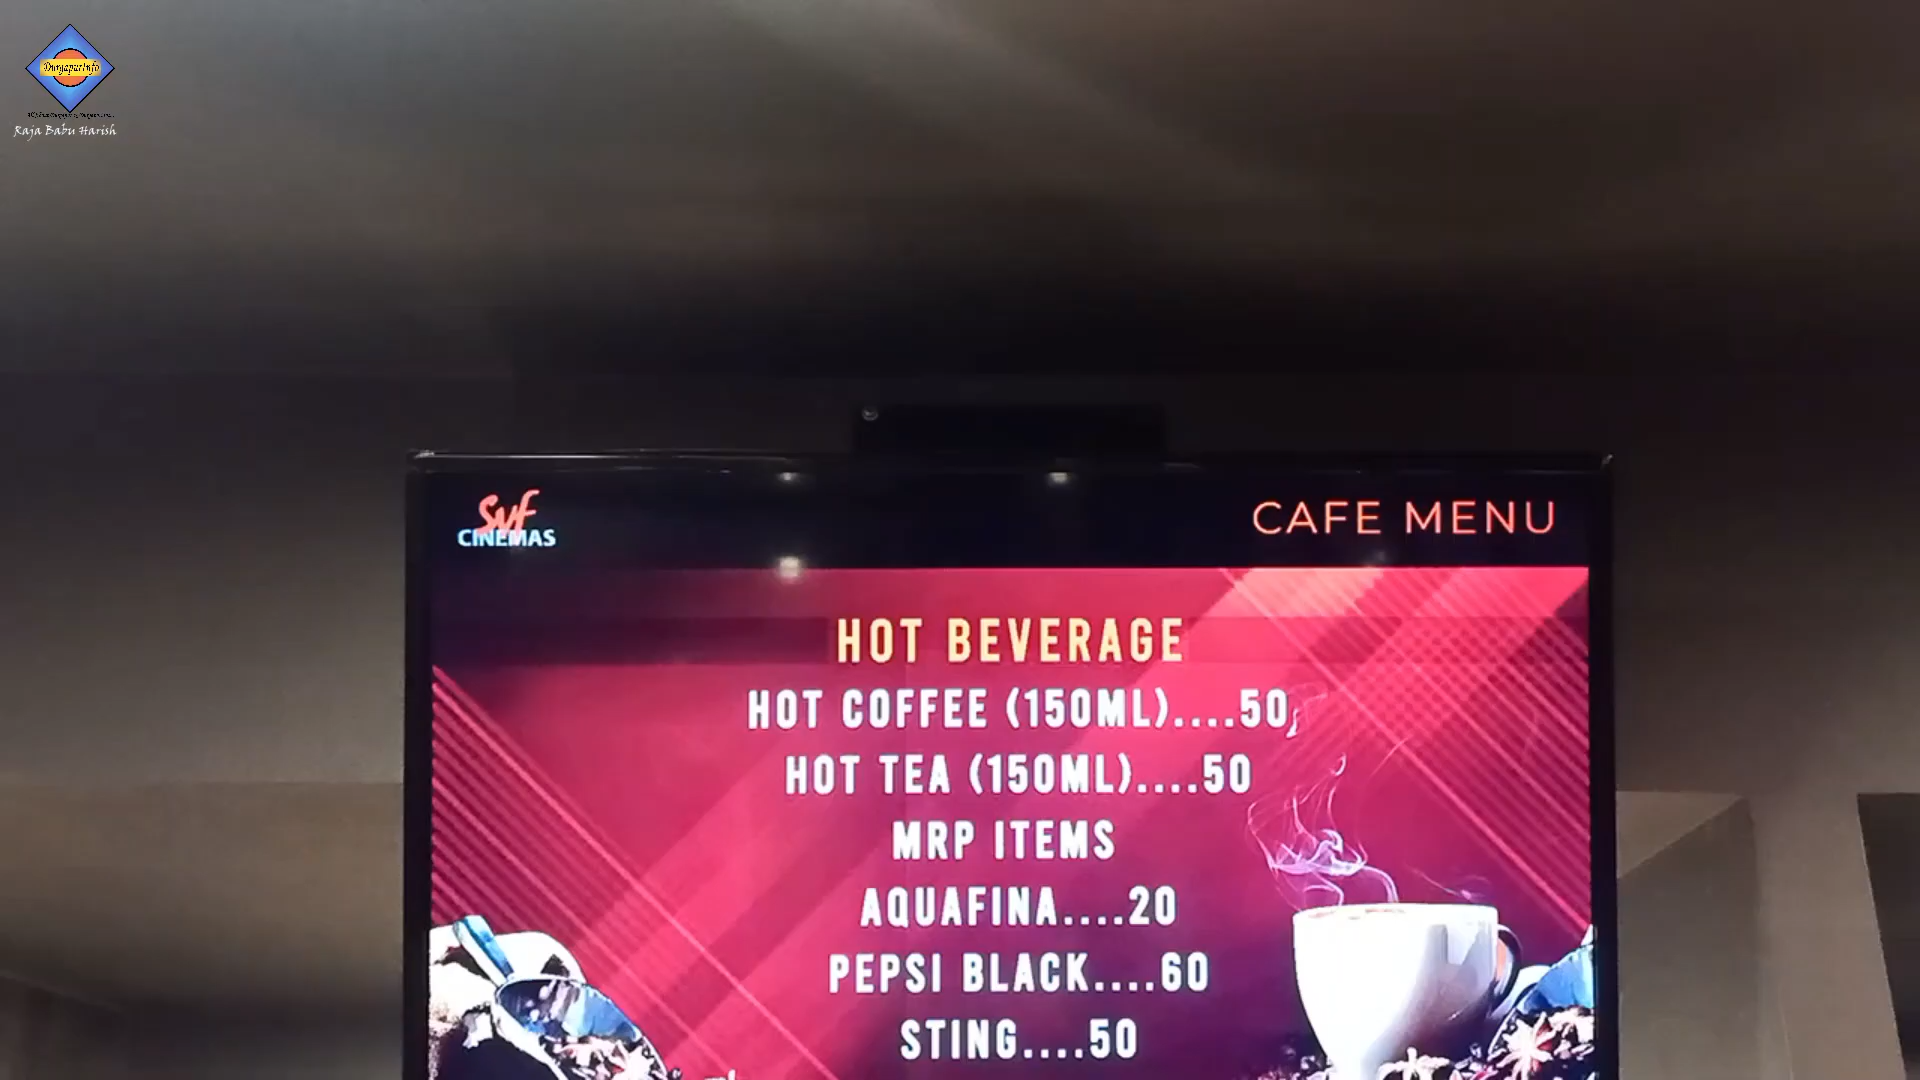 DurgapurInfo
Raja Babu Harish
SVF
CINEMAS
CAFE MENU
HOT BEVERAGE
HOT COFFEE (150ML)....50
HOT TEA (150ML)....50
MRP ITEMS
AQUAFINA....20
PEPSI BLACK....60
STING....50